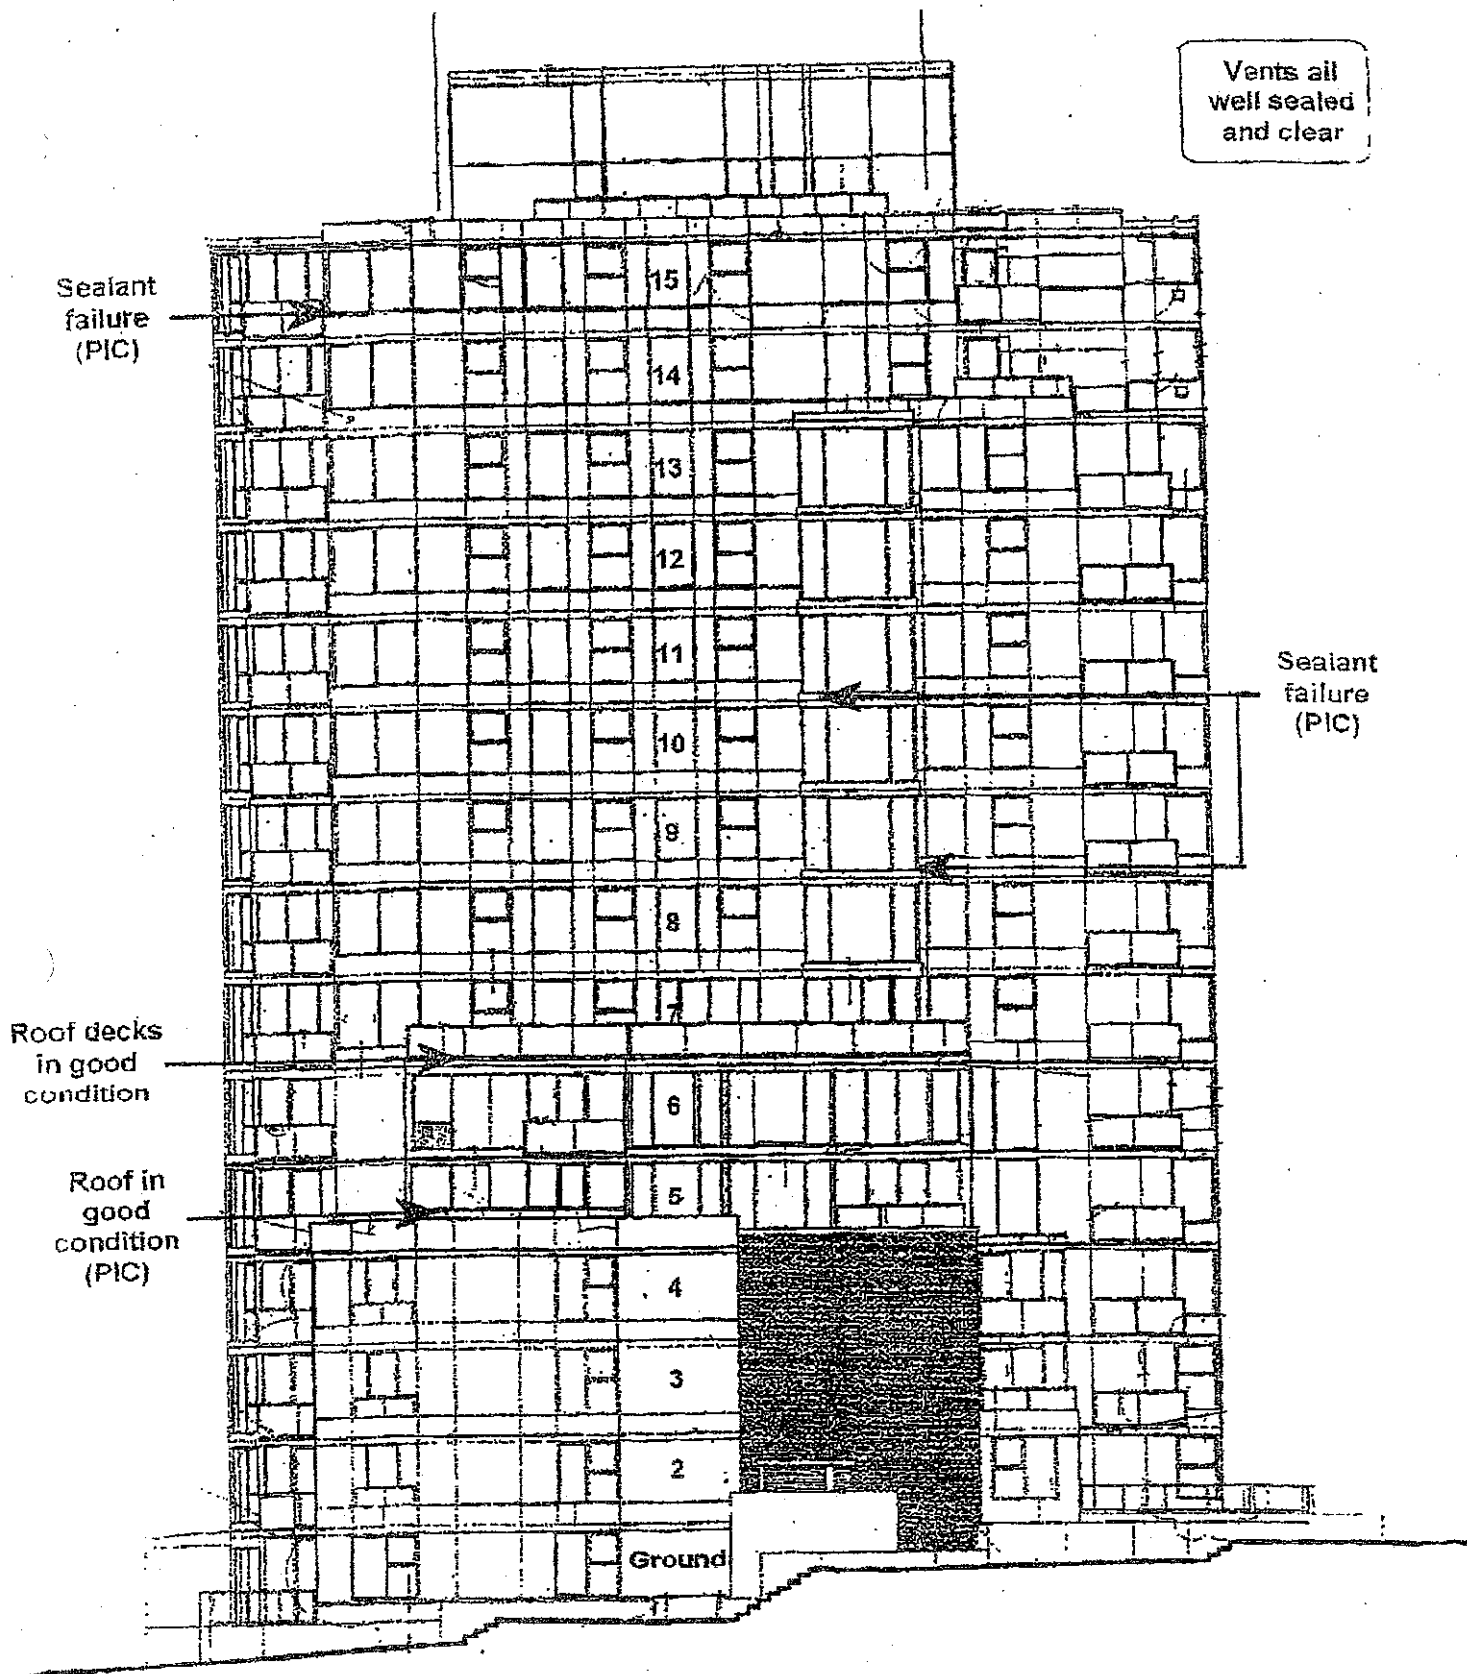 Vents all
well sealed
and clear
Sealant
failure
(PIC)
15
14
13
12
11
Sealant
failure
(PIC)
10
9
8
7
Roof decks
in good
condition
6
Roof in
good
condition
(PIC)
5
4
3
2
Ground